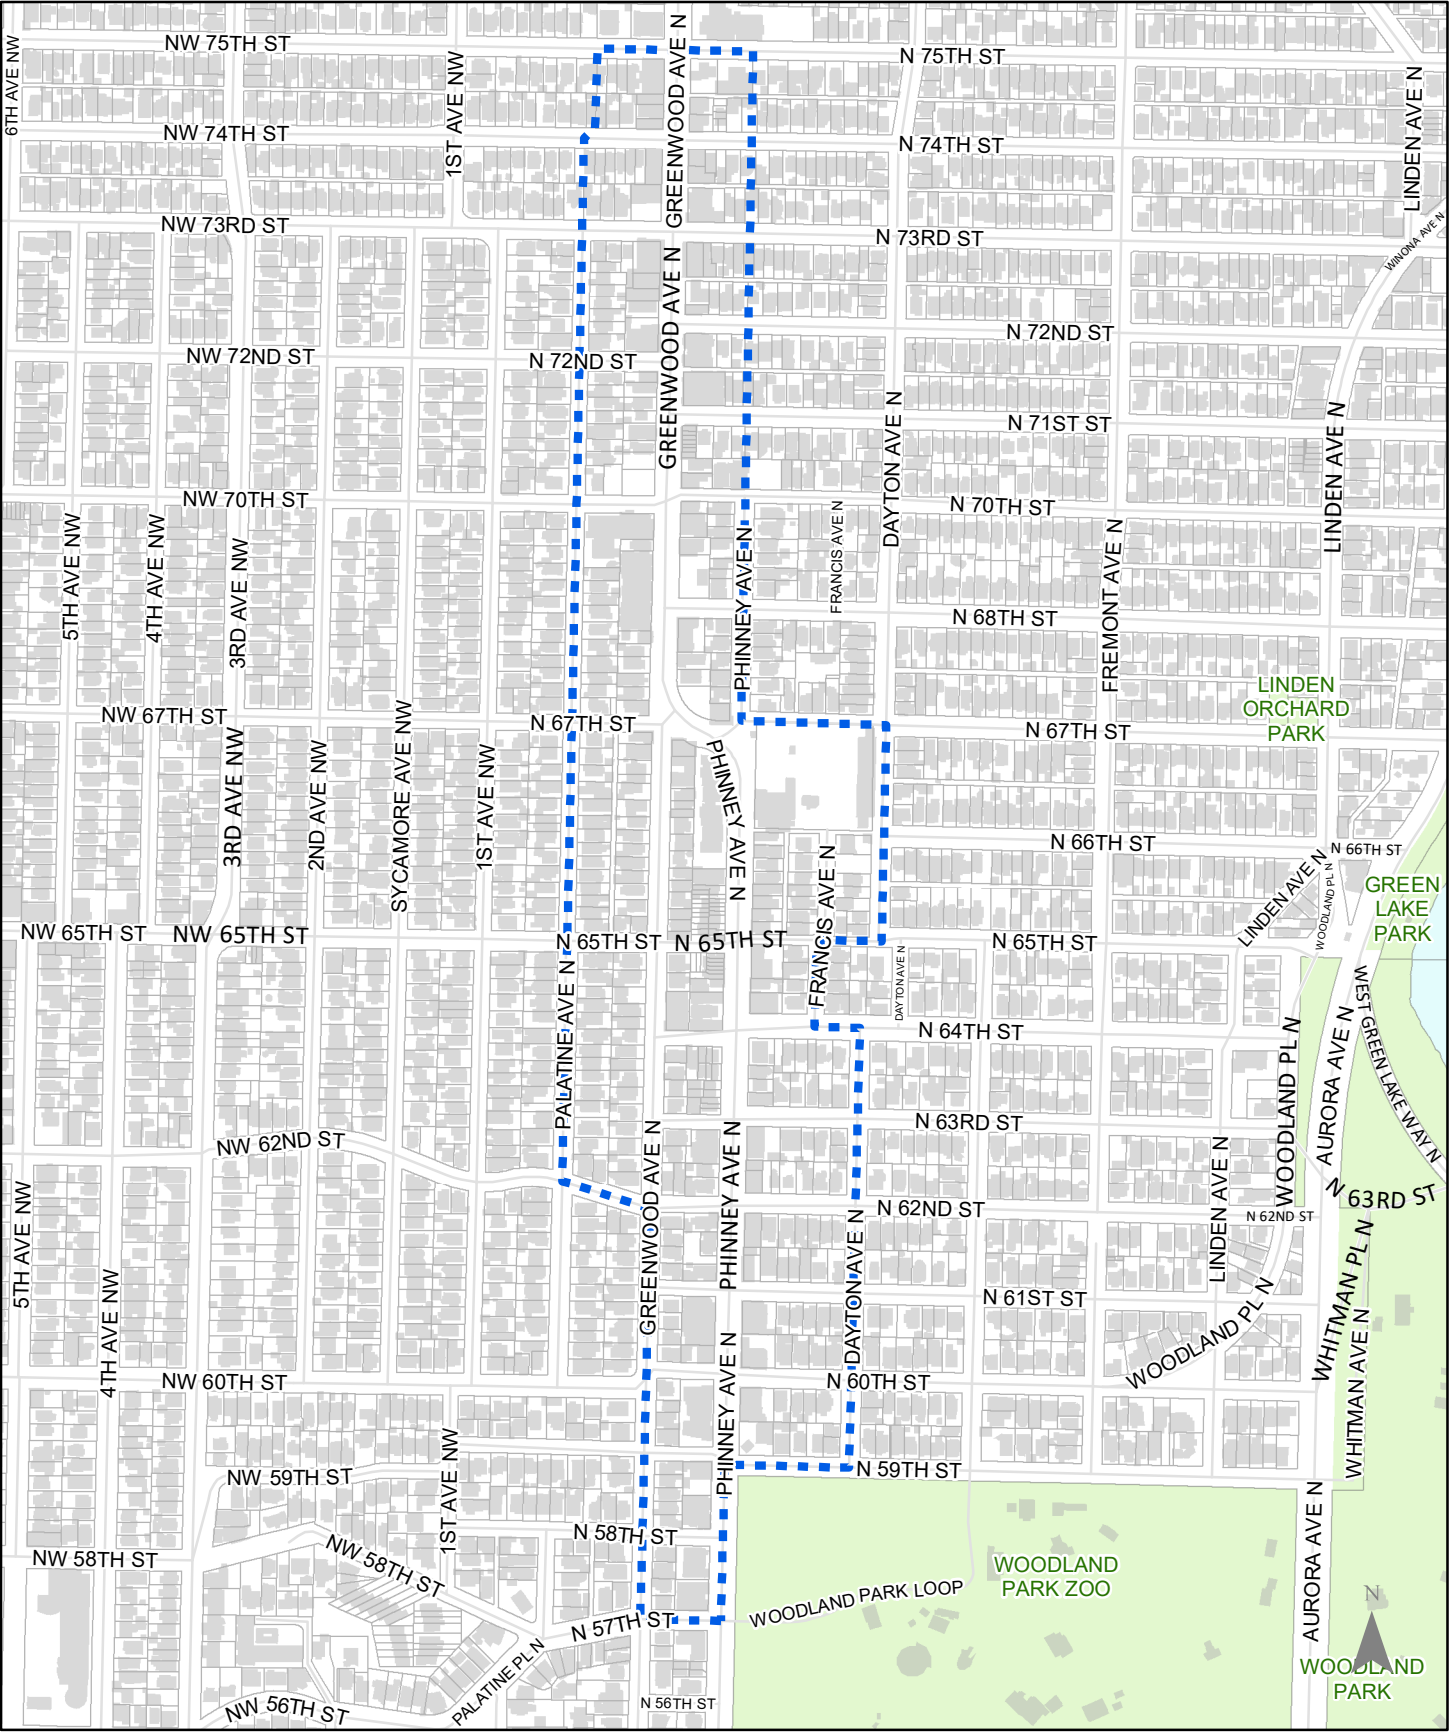 NW 75TH ST
N 75TH ST
6TH AVE NW
1ST AVE NW
GREENWOOD AVE N
LINDEN AVE N
NW 74TH ST
N 74TH ST
NW 73RD ST
N 73RD ST
WINONA AVE N
GREENWOOD AVE N
NW 72ND ST
N 72ND ST
N 72ND ST
N 71ST ST
DAYTON AVE N
LINDEN AVE N
NW 70TH ST
N 70TH ST
5TH AVE NW
4TH AVE NW
3RD AVE NW
PHINNEY AVE N
FRANCIS AVE N
FREMONT AVE N
N 68TH ST
LINDEN
ORCHARD
PARK
NW 67TH ST
N 67TH ST
N 67TH ST
3RD AVE NW
2ND AVE NW
SYCAMORE AVE NW
1ST AVE NW
PHINNEY AVE N
FRANCIS AVE N
N 66TH ST
N 66TH ST
LINDEN AVE N
WOODLAND PL N
GREEN
LAKE
PARK
NW 65TH ST
NW 65TH ST
N 65TH ST
N 65TH ST
N 65TH ST
PALATINE AVE N
DAYTON AVE N
WEST GREEN LAKE WAY N
N 64TH ST
WOODLAND PL N
AURORA AVE N
N 63RD ST
NW 62ND ST
GREENWOOD AVE N
PHINNEY AVE N
LINDEN AVE N
N 63RD ST
5TH AVE NW
N 62ND ST
N 62ND ST
4TH AVE NW
DAYTON AVE N
N 61ST ST
WOODLAND PL N
WHITMAN PL N
WHITMAN AVE N
PHINNEY AVE N
NW 60TH ST
N 60TH ST
1ST AVE NW
NW 59TH ST
N 59TH ST
AURORA AVE N
N 58TH ST
NW 58TH ST
NW 58TH ST
WOODLAND
PARK ZOO
WOODLAND PARK LOOP
N 57TH ST
N
PALATINE PL N
WOODLAND
PARK
NW 56TH ST
N 56TH ST